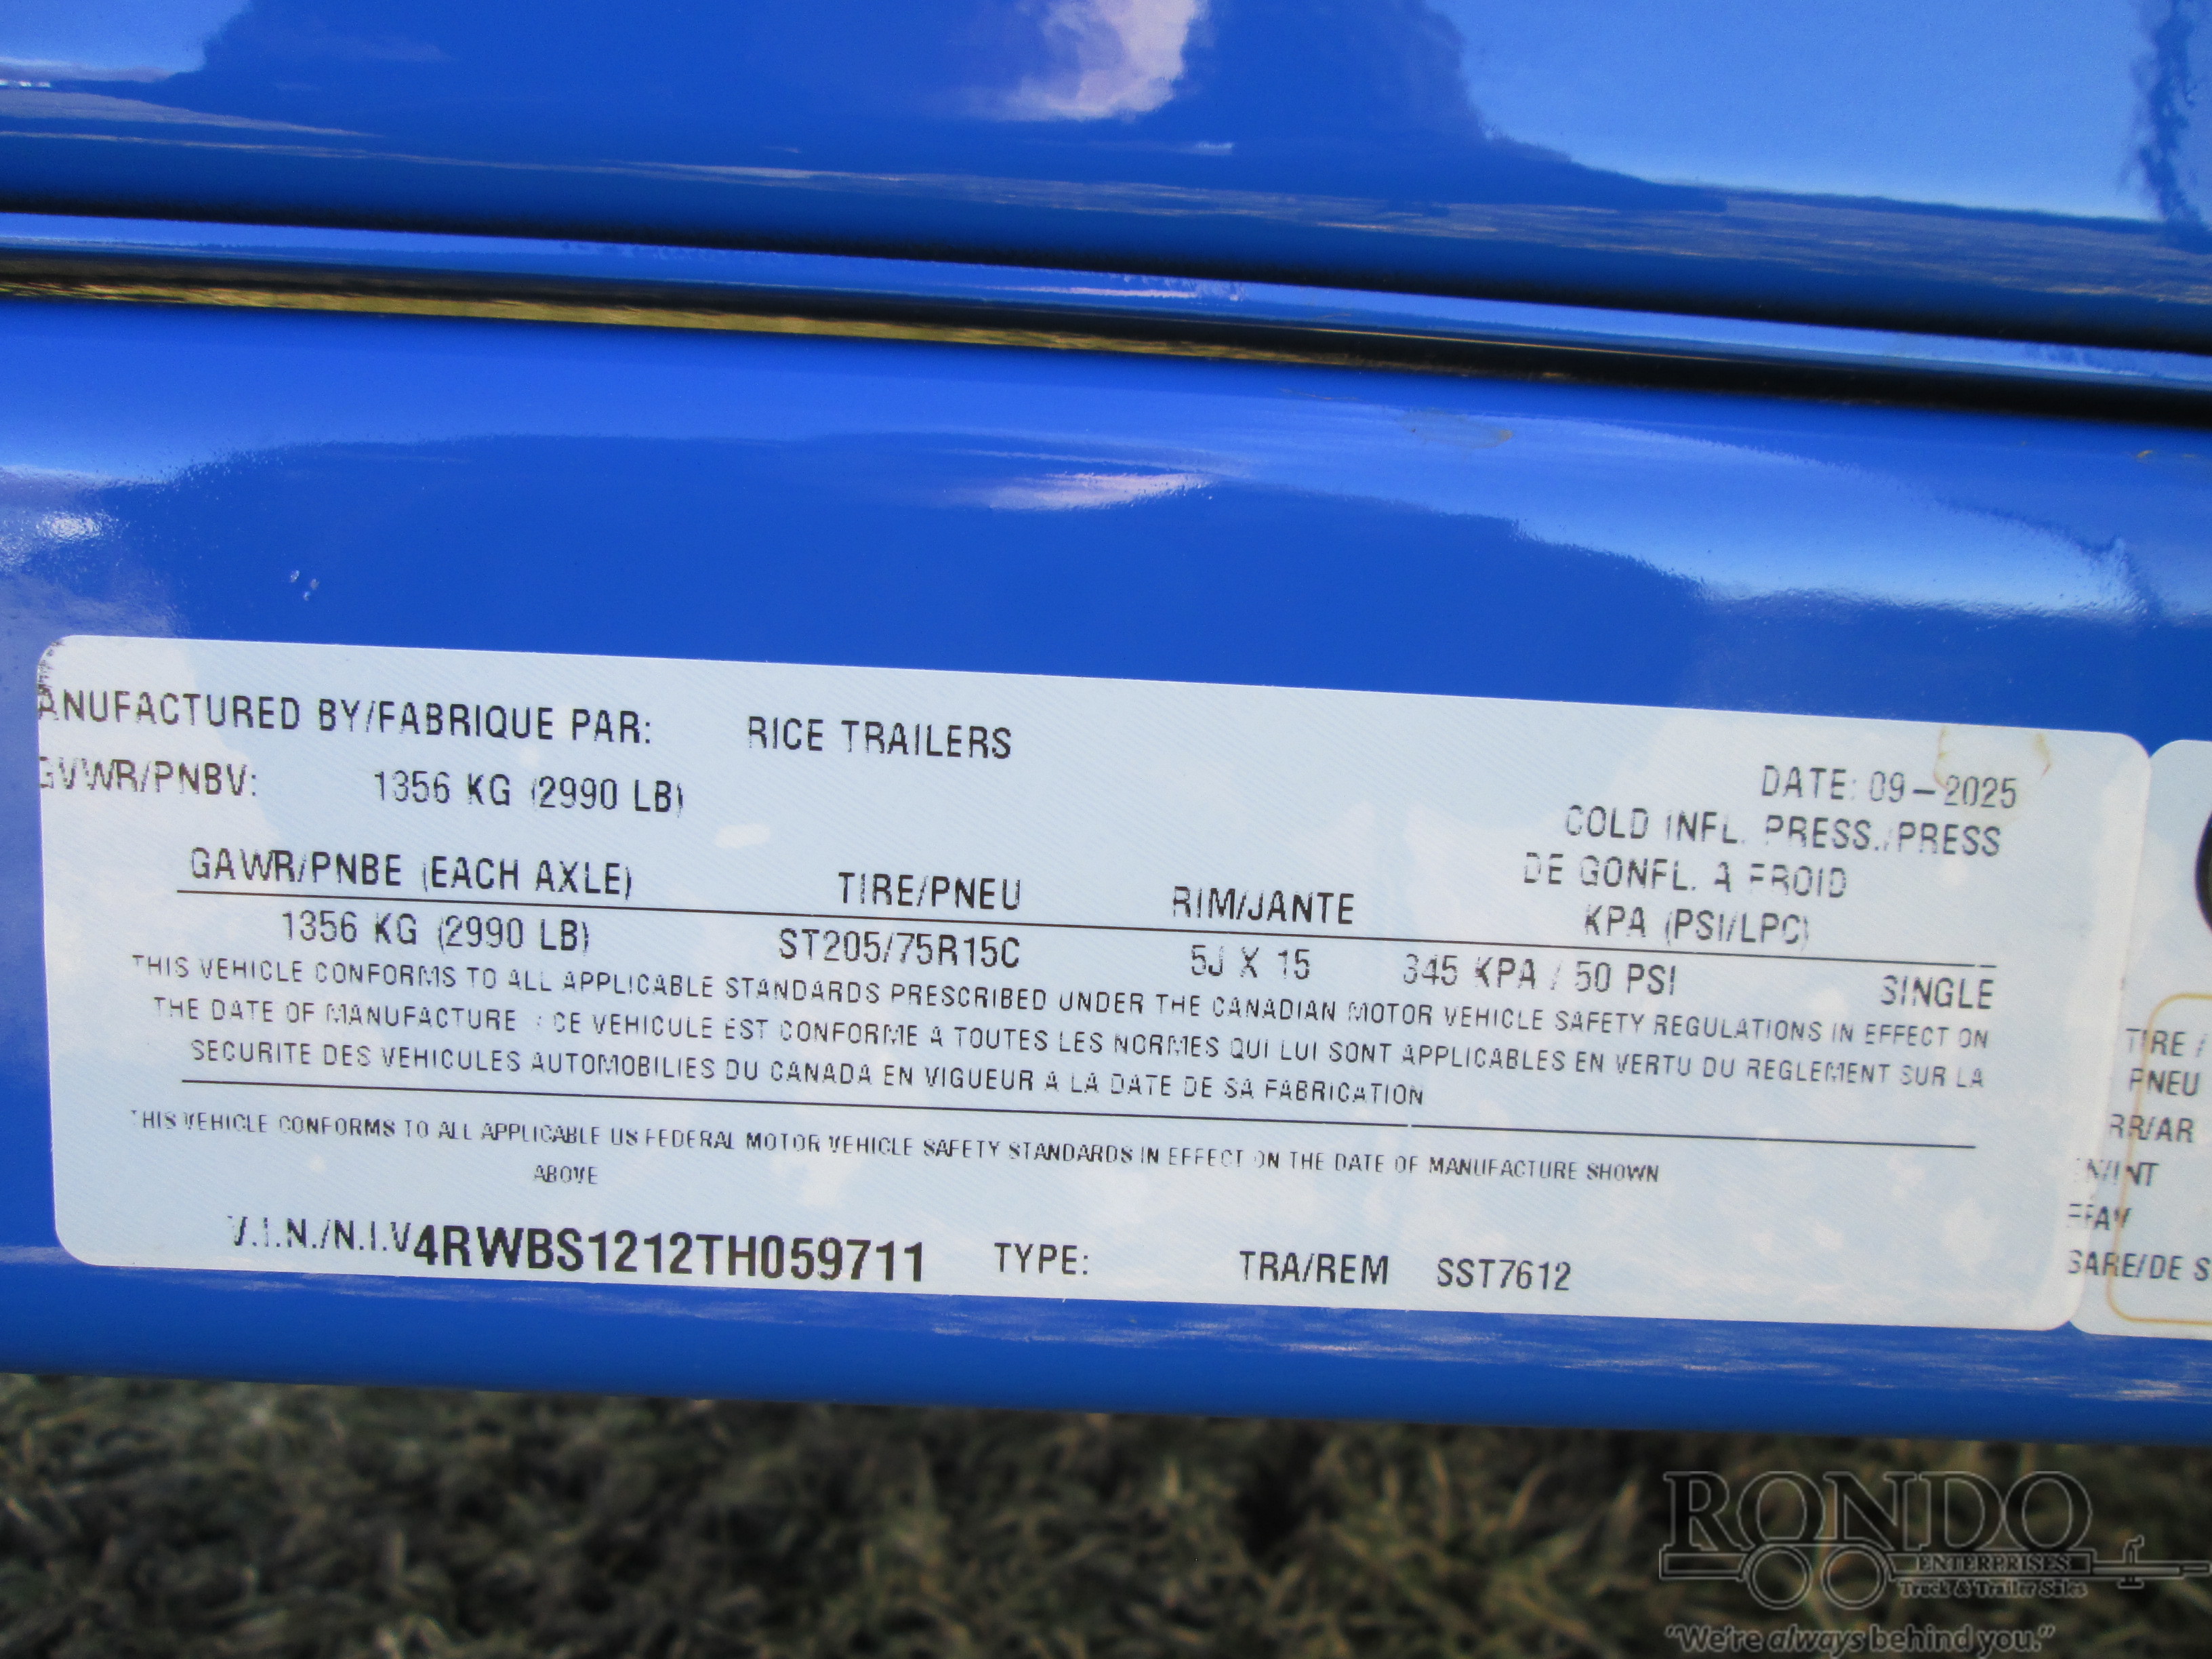 ANUFACTURED BY/FABRIQUE PAR: RICE TRAILERS
GVWR/PNBV: 1356 KG (2990 LB)
DATE: 09-2025
COLD INFL. PRESS./PRESS
DE GONFL. A FROID
KPA (PSI/LPC)
GAWR/PNBE (EACH AXLE) TIRE/PNEU RIM/JANTE
1356 KG (2990 LB) ST205/75R15C 5J X 15 345 KPA / 50 PSI SINGLE
THIS VEHICLE CONFORMS TO ALL APPLICABLE STANDARDS PRESCRIBED UNDER THE CANADIAN MOTOR VEHICLE SAFETY REGULATIONS IN EFFECT ON
THE DATE OF MANUFACTURE / CE VEHICULE EST CONFORME A TOUTES LES NORMES QUI LUI SONT APPLICABLES EN VERTU DU REGLEMENT SUR LA
SECURITE DES VEHICULES AUTOMOBILIES DU CANADA EN VIGUEUR A LA DATE DE SA FABRICATION
THIS VEHICLE CONFORMS TO ALL APPLICABLE US FEDERAL MOTOR VEHICLE SAFETY STANDARDS IN EFFECT ON THE DATE OF MANUFACTURE SHOWN
ABOVE
V.I.N./N.I.V 4RWBS1212TH059711 TYPE: TRA/REM SST7612
TIRE /
PNEU
RR/AR
SARE/DE S
RONDO
ENTERPRISES
Truck & Trailer Sales
"We're always behind you."